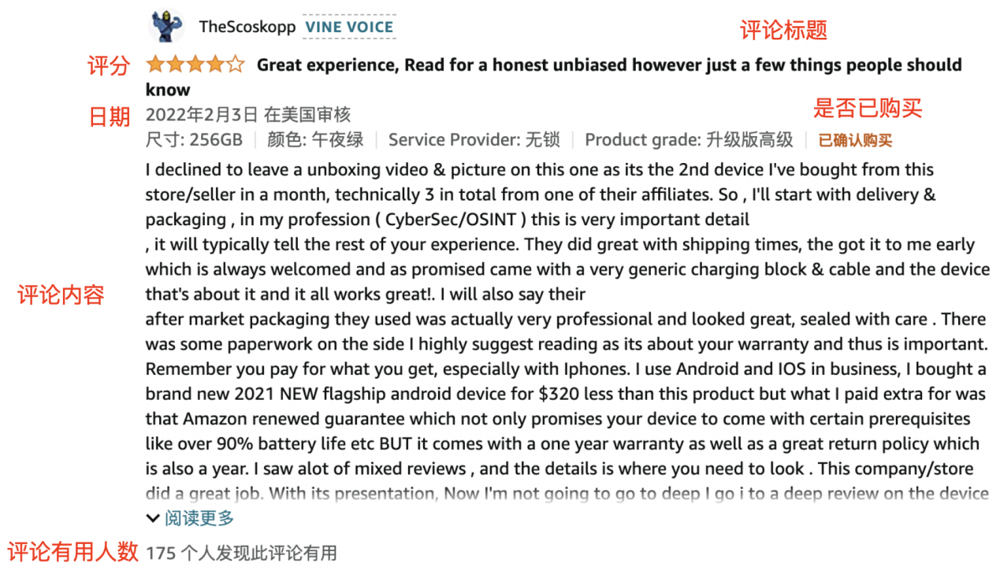 TheScoskopp VINE VOICE
评论标题
评分
Great experience, Read for a honest unbiased however just a few things people should
know
日期
2022年2月3日 在美国审核
是否已购买
尺寸: 256GB 颜色: 午夜绿 Service Provider: 无锁 Product grade: 升级版高级 已确认购买
I declined to leave a unboxing video & picture on this one as its the 2nd device I've bought from this
store/seller in a month, technically 3 in total from one of their affiliates. So , I'll start with delivery &
packaging , in my profession ( CyberSec/OSINT ) this is very important detail
, it will typically tell the rest of your experience. They did great with shipping times, the got it to me early
which is always welcomed and as promised came with a very generic charging block & cable and the device
评论内容
that's about it and it all works great!. I will also say their
after market packaging they used was actually very professional and looked great, sealed with care . There
was some paperwork on the side I highly suggest reading as its about your warranty and thus is important.
Remember you pay for what you get, especially with Iphones. I use Android and IOS in business, I bought a
brand new 2021 NEW flagship android device for $320 less than this product but what I paid extra for was
that Amazon renewed guarantee which not only promises your device to come with certain prerequisites
like over 90% battery life etc BUT it comes with a one year warranty as well as a great return policy which
is also a year. I saw alot of mixed reviews , and the details is where you need to look . This company/store
did a great job. With its presentation, Now I'm not going to go to deep I go i to a deep review on the device
阅读更多
评论有用人数
175 个人发现此评论有用